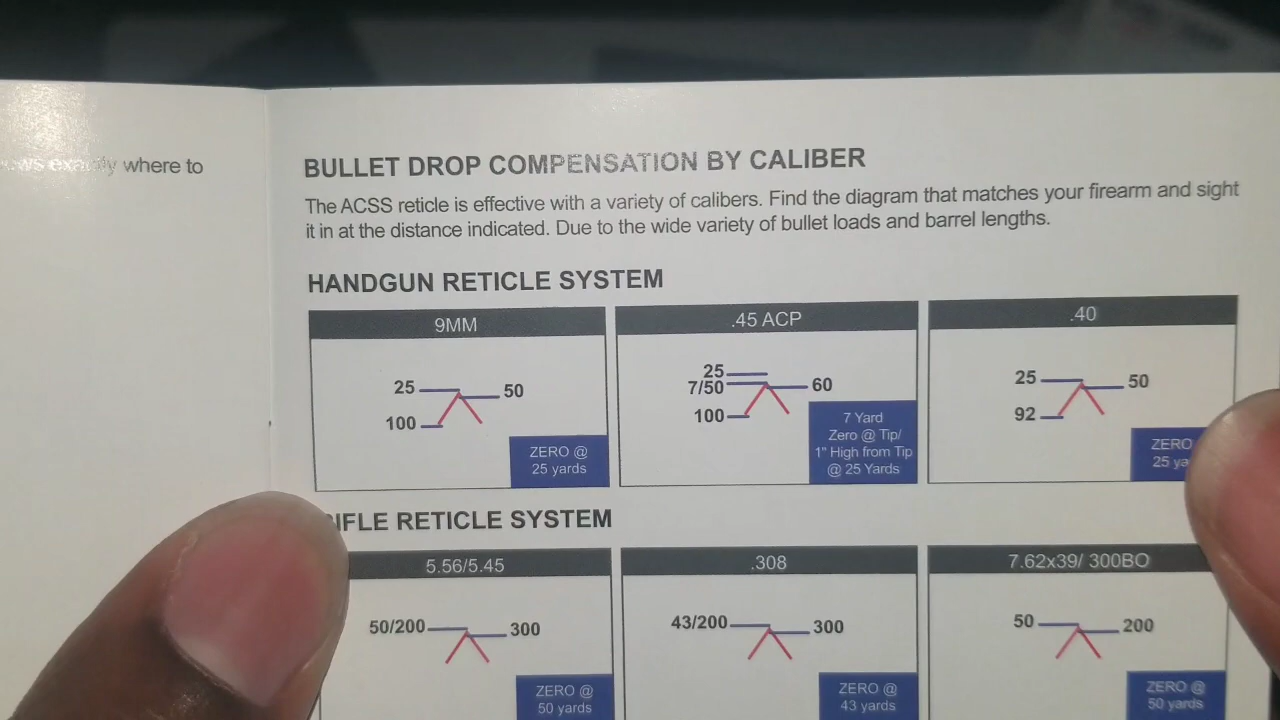 where to
BULLET DROP COMPENSATION BY CALIBER
The ACSS reticle is effective with a variety of calibers. Find the diagram that matches your firearm and sight
it in at the distance indicated. Due to the wide variety of bullet loads and barrel lengths.
HANDGUN RETICLE SYSTEM
9MM
25
50
100
ZERO @
25 yards
.45 ACP
25
7/50
60
100
7 Yard
Zero @ Tip/
1" High from Tip
@ 25 Yards
.40
25
50
92
ZERO
25 ya
IFLE RETICLE SYSTEM
5.56/5.45
50/200
300
ZERO @
50 yards
.308
43/200
300
ZERO @
43 yards
7.62x39/ 300BO
50
200
ZERO @
50 yards